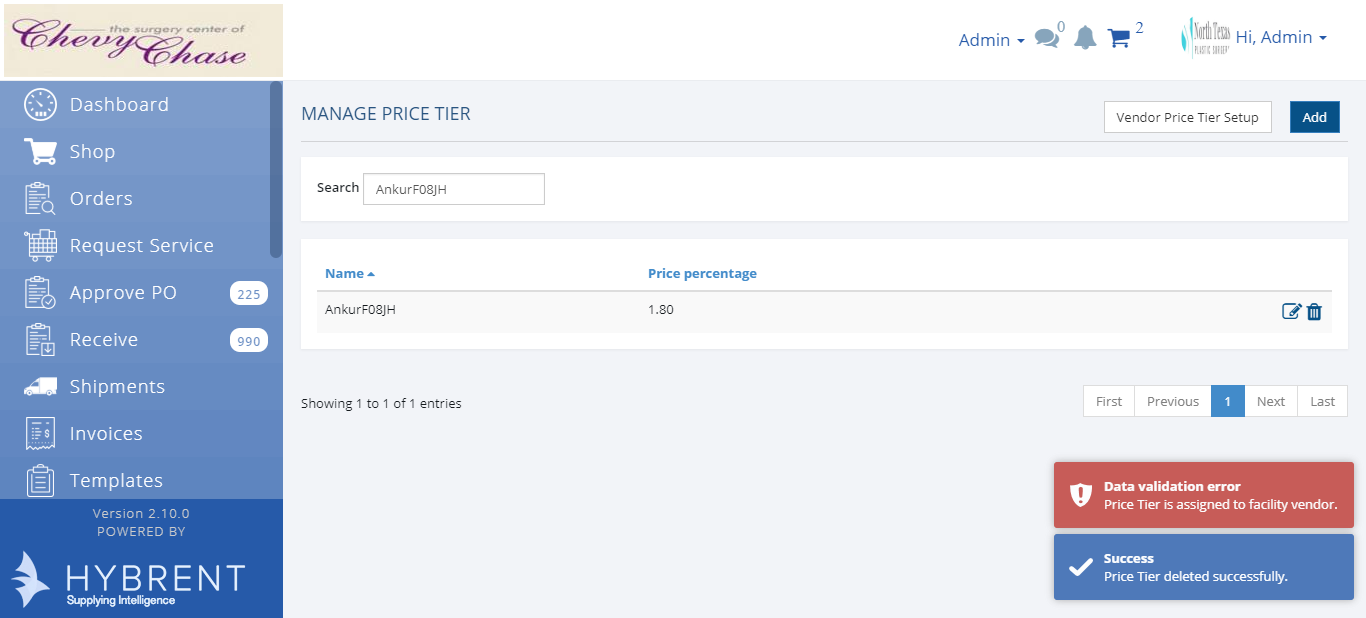 the surgery center of
Chevy Chase
Admin
0
2
North Texas
PLASTIC SURGERY
Hi, Admin
Dashboard
Shop
Orders
Request Service
Approve PO 225
Receive 990
Shipments
Invoices
Templates
Version 2.10.0
POWERED BY
HYBRENT
Supplying Intelligence
MANAGE PRICE TIER
Vendor Price Tier Setup
Add
Search AnkurF08JH
Name Price percentage
AnkurF08JH 1.80
Showing 1 to 1 of 1 entries
First Previous 1 Next Last
Data validation error
Price Tier is assigned to facility vendor.
Success
Price Tier deleted successfully.